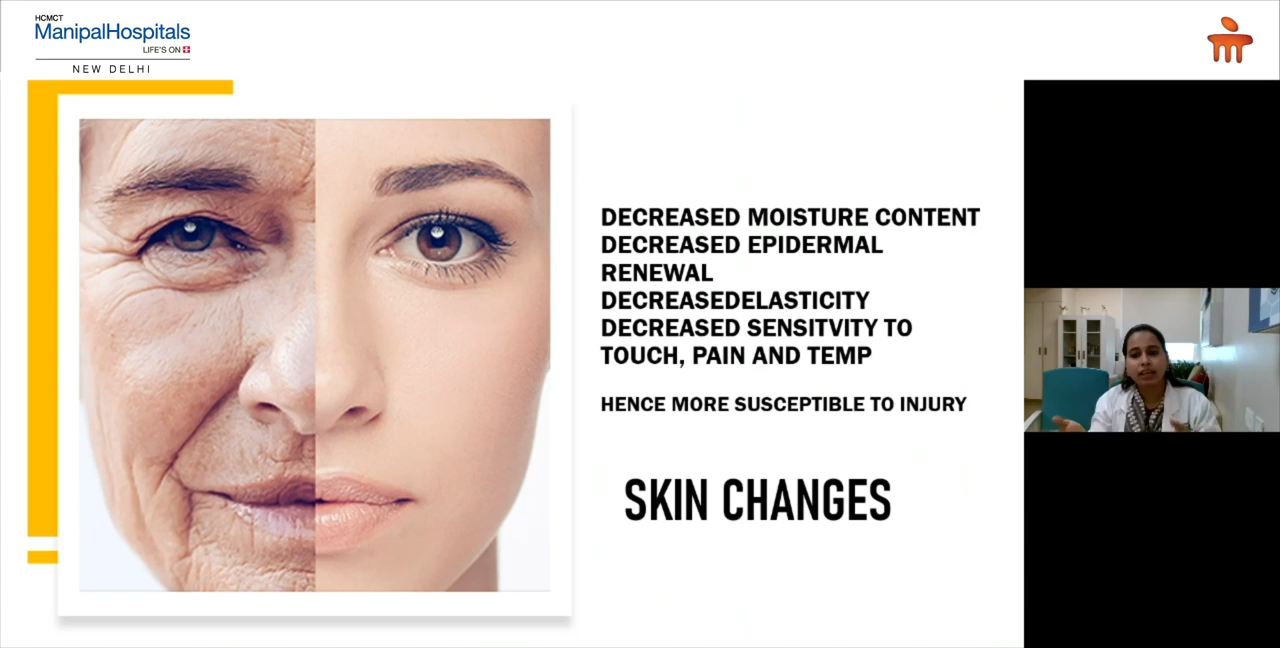 HCMCT
ManipalHospitals
LIFE'S ON
NEW DELHI
DECREASED MOISTURE CONTENT
DECREASED EPIDERMAL
RENEWAL
DECREASEDELASTICITY
DECREASED SENSITVITY TO
TOUCH, PAIN AND TEMP
HENCE MORE SUSCEPTIBLE TO INJURY
SKIN CHANGES